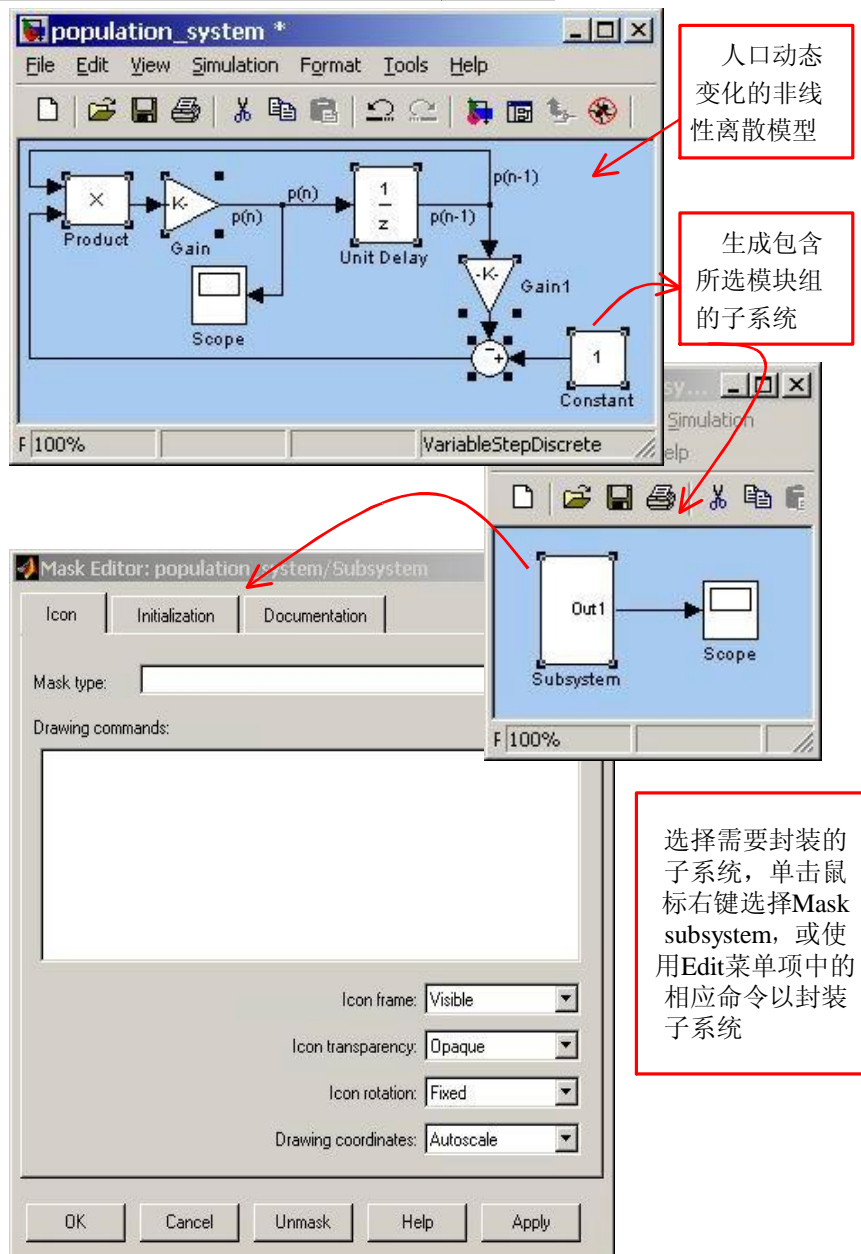 population_system *
File Edit View Simulation Format Tools Help
人口动态
变化的非线
性离散模型
p(n-1)
×
Product
-K-
Gain
p(n)
p(n)
1
z
Unit Delay
p(n-1)
-K-
Gain1
Scope
1
Constant
生成包含
所选模块组
的子系统
F 100%
VariableStepDiscrete
sy...
Simulation
elp
Out1
Subsystem
Scope
F 100%
Mask Editor: population_system/Subsystem
Icon Initialization Documentation
Mask type:
Drawing commands:
Icon frame: Visible
Icon transparency: Opaque
Icon rotation: Fixed
Drawing coordinates: Autoscale
OK Cancel Unmask Help Apply
选择需要封装的
子系统，单击鼠
标右键选择Mask
subsystem，或使
用Edit菜单项中的
相应命令以封装
子系统